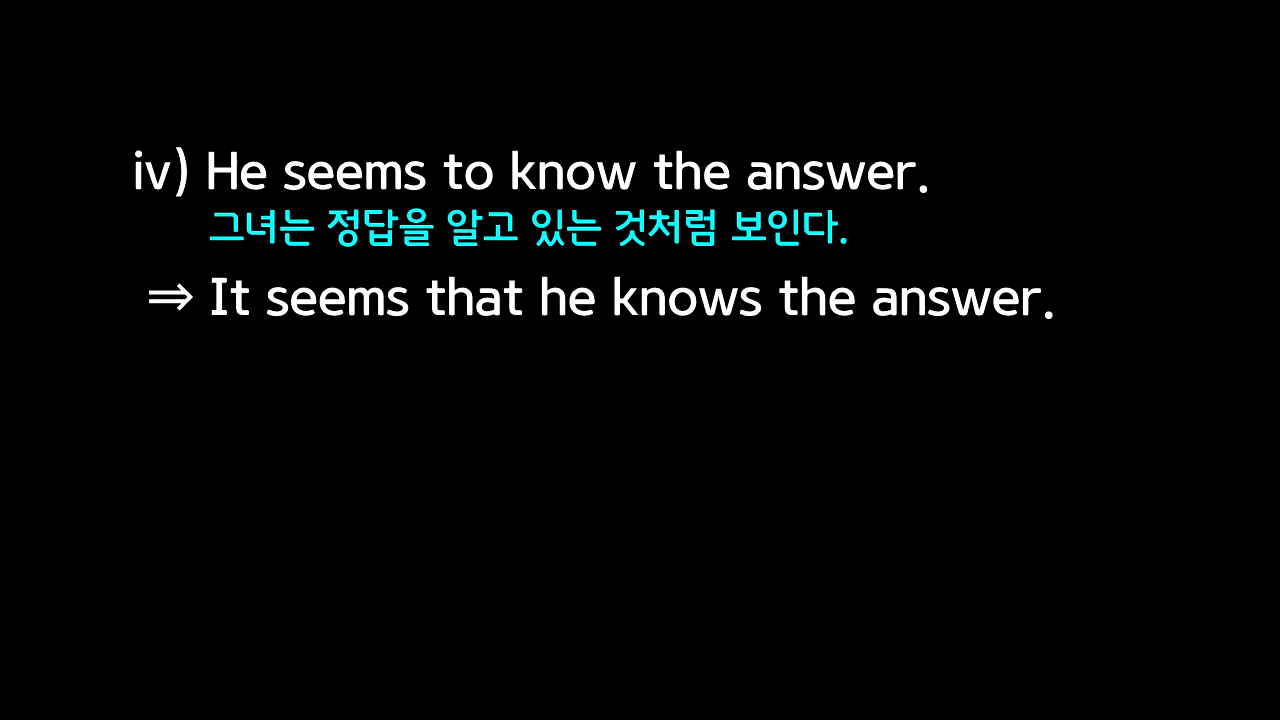 iv) He seems to know the answer.
그녀는 정답을 알고 있는 것처럼 보인다.
⇒ It seems that he knows the answer.